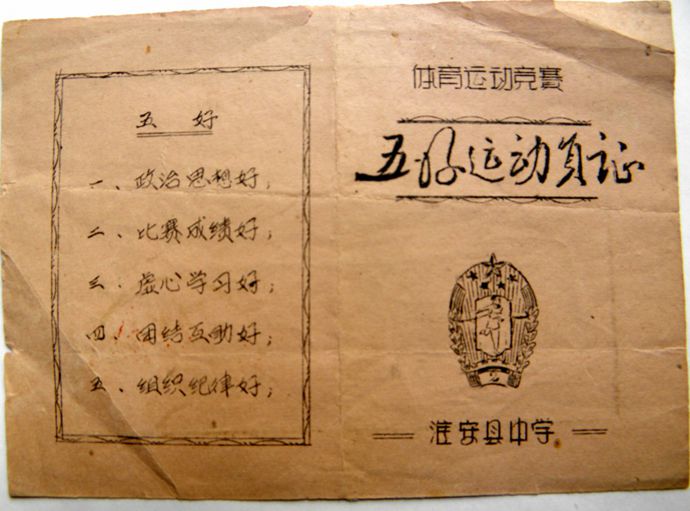 五好
一、政治思想好；
二、比赛成绩好；
三、虚心学习好；
四、团结互助好；
五、组织纪律好；
体育运动竞赛
五好运动员证
淮安县中学